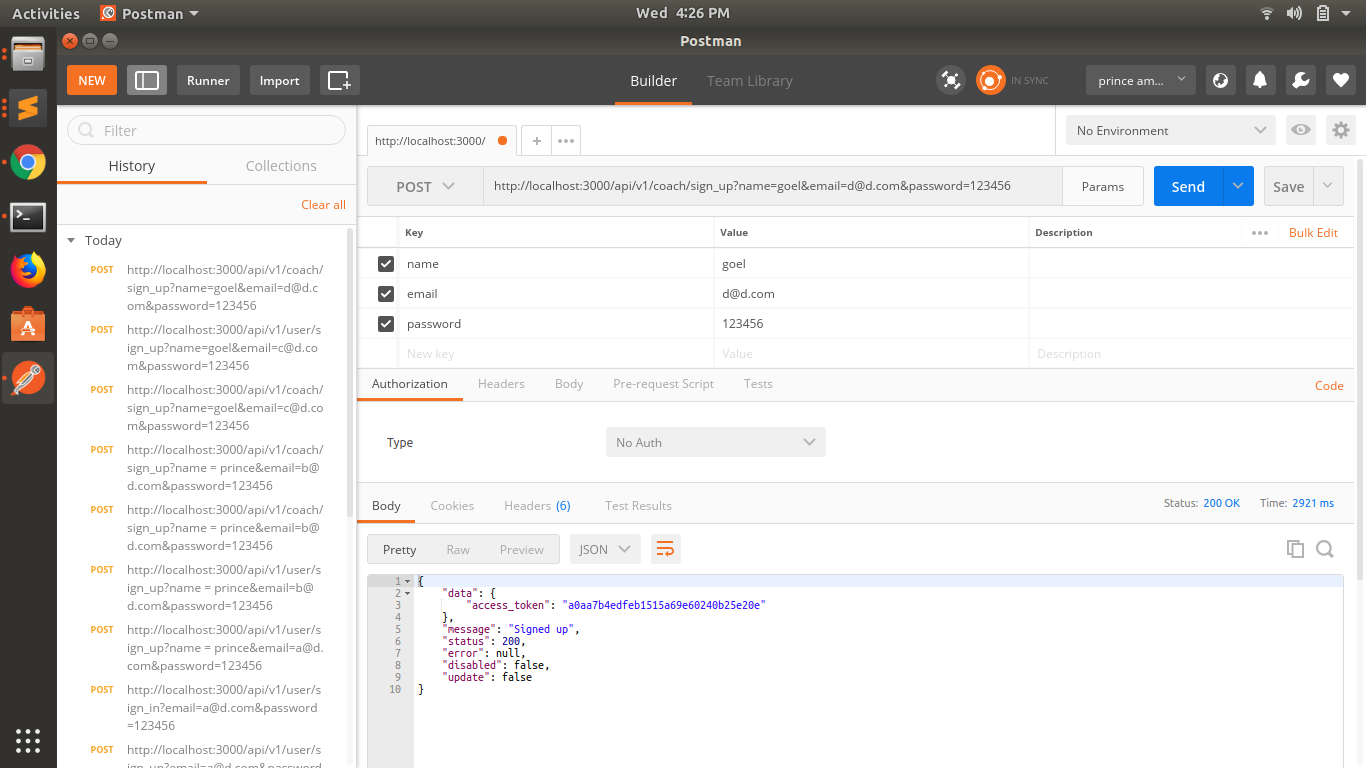 Activities Postman Wed 4:26 PM
Postman
NEW Runner Import Builder Team Library IN SYNC prince am...
Filter
History Collections
Clear all
Today
POST http://localhost:3000/api/v1/coach/
sign_up?name=goel&email=d@d.c
om&password=123456
POST http://localhost:3000/api/v1/user/s
ign_up?name=goel&email=c@d.co
m&password=123456
POST http://localhost:3000/api/v1/coach/
sign_up?name=goel&email=c@d.co
m&password=123456
POST http://localhost:3000/api/v1/coach/
sign_up?name = prince&email=b@
d.com&password=123456
POST http://localhost:3000/api/v1/coach/
sign_up?name = prince&email=b@
d.com&password=123456
POST http://localhost:3000/api/v1/user/s
ign_up?name = prince&email=b@
d.com&password=123456
POST http://localhost:3000/api/v1/user/s
ign_up?name = prince&email=a@d.
com&password=123456
POST http://localhost:3000/api/v1/user/s
ign_in?email=a@d.com&password
=123456
POST http://localhost:3000/api/v1/user/s
ign_up?email=a@d.com&password
http://localhost:3000/ + ••• No Environment
POST http://localhost:3000/api/v1/coach/sign_up?name=goel&email=d@d.com&password=123456 Params Send Save
Key Value Description ••• Bulk Edit
name goel
email d@d.com
password 123456
New key Value Description
Authorization Headers Body Pre-request Script Tests Code
Type No Auth
Body Cookies Headers (6) Test Results Status: 200 OK Time: 2921 ms
Pretty Raw Preview JSON
1 {
2 "data": {
3 "access_token": "a0aa7b4edfeb1515a69e60240b25e20e"
4 },
5 "message": "Signed up",
6 "status": 200,
7 "error": null,
8 "disabled": false,
9 "update": false
10 }